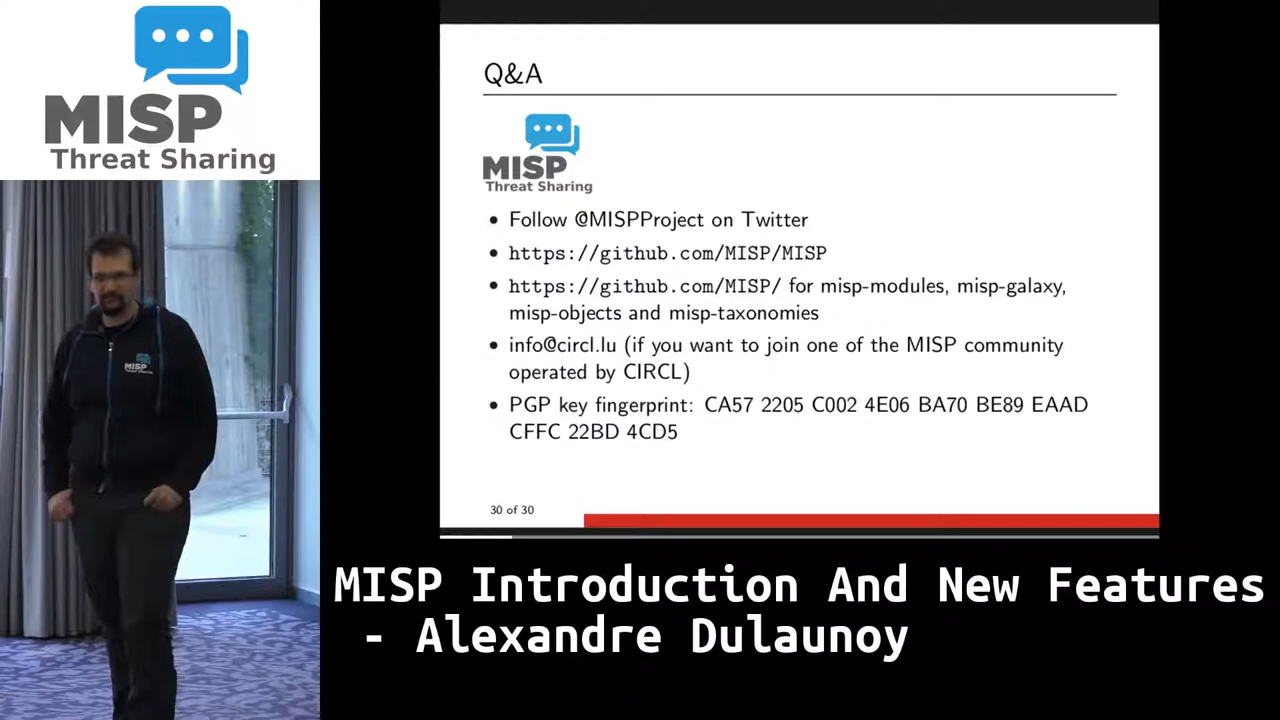 MISP
Threat Sharing
MISP
Threat Sharing
Q&A
MISP
Threat Sharing
• Follow @MISPProject on Twitter
• https://github.com/MISP/MISP
• https://github.com/MISP/ for misp-modules, misp-galaxy,
misp-objects and misp-taxonomies
• info@circl.lu (if you want to join one of the MISP community
operated by CIRCL)
• PGP key fingerprint: CA57 2205 C002 4E06 BA70 BE89 EAAD
CFFC 22BD 4CD5
30 of 30
MISP Introduction And New Features
- Alexandre Dulaunoy